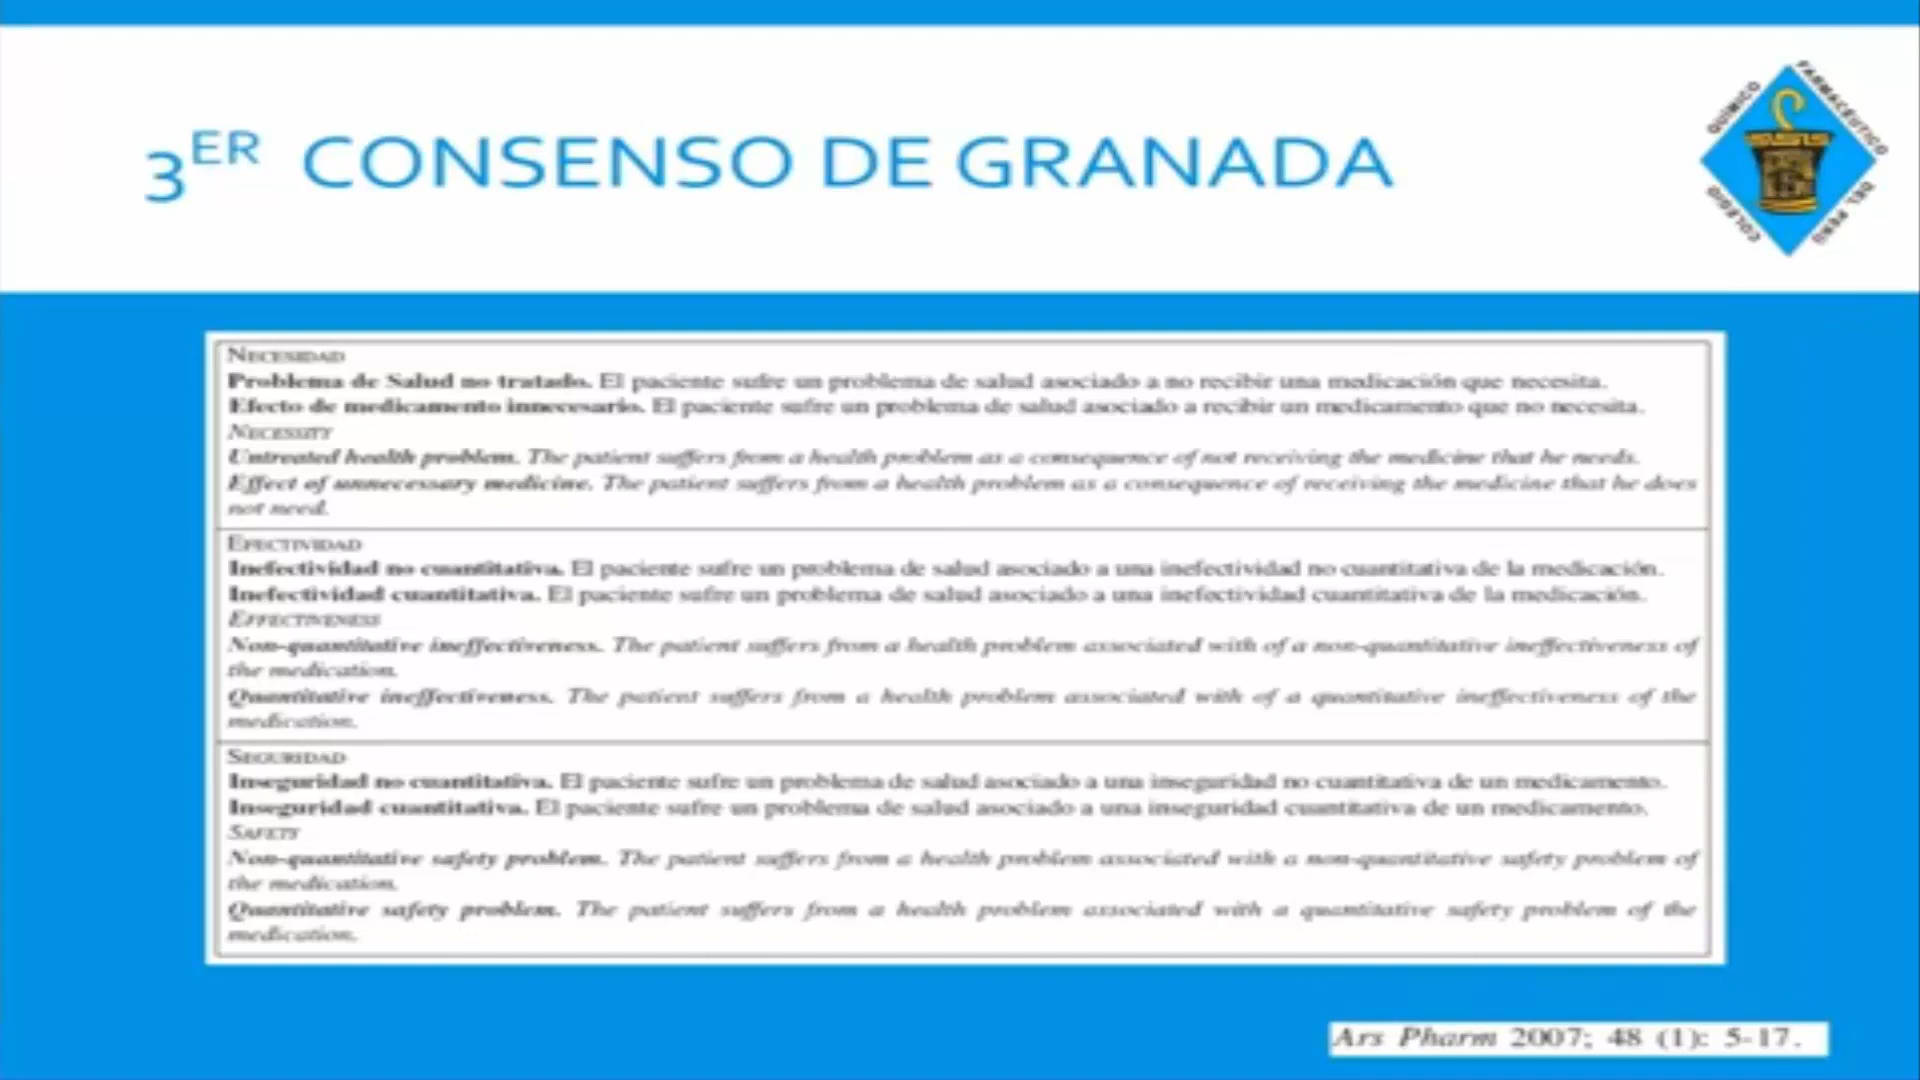 3ER CONSENSO DE GRANADA
QUÍMICO
FARMACÉUTICO
COLEGIO
DEL PERÚ
NECESIDAD
Problema de Salud no tratado. El paciente sufre un problema de salud asociado a no recibir una medicación que necesita.
Efecto de medicamento innecesario. El paciente sufre un problema de salud asociado a recibir un medicamento que no necesita.
NECESSITY
Untreated health problem. The patient suffers from a health problem as a consequence of not receiving the medicine that he needs.
Effect of unnecessary medicine. The patient suffers from a health problem as a consequence of receiving the medicine that he does
not need.
EFECTIVIDAD
Inefectividad no cuantitativa. El paciente sufre un problema de salud asociado a una inefectividad no cuantitativa de la medicación.
Inefectividad cuantitativa. El paciente sufre un problema de salud asociado a una inefectividad cuantitativa de la medicación.
EFFECTIVENESS
Non-quantitative ineffectiveness. The patient suffers from a health problem associated with of a non-quantitative ineffectiveness of
the medication.
Quantitative ineffectiveness. The patient suffers from a health problem associated with of a quantitative ineffectiveness of the
medication.
SEGURIDAD
Inseguridad no cuantitativa. El paciente sufre un problema de salud asociado a una inseguridad no cuantitativa de un medicamento.
Inseguridad cuantitativa. El paciente sufre un problema de salud asociado a una inseguridad cuantitativa de un medicamento.
SAFETY
Non-quantitative safety problem. The patient suffers from a health problem associated with a non-quantitative safety problem of
the medication.
Quantitative safety problem. The patient suffers from a health problem associated with a quantitative safety problem of the
medication.
Ars Pharm 2007; 48 (1): 5-17.